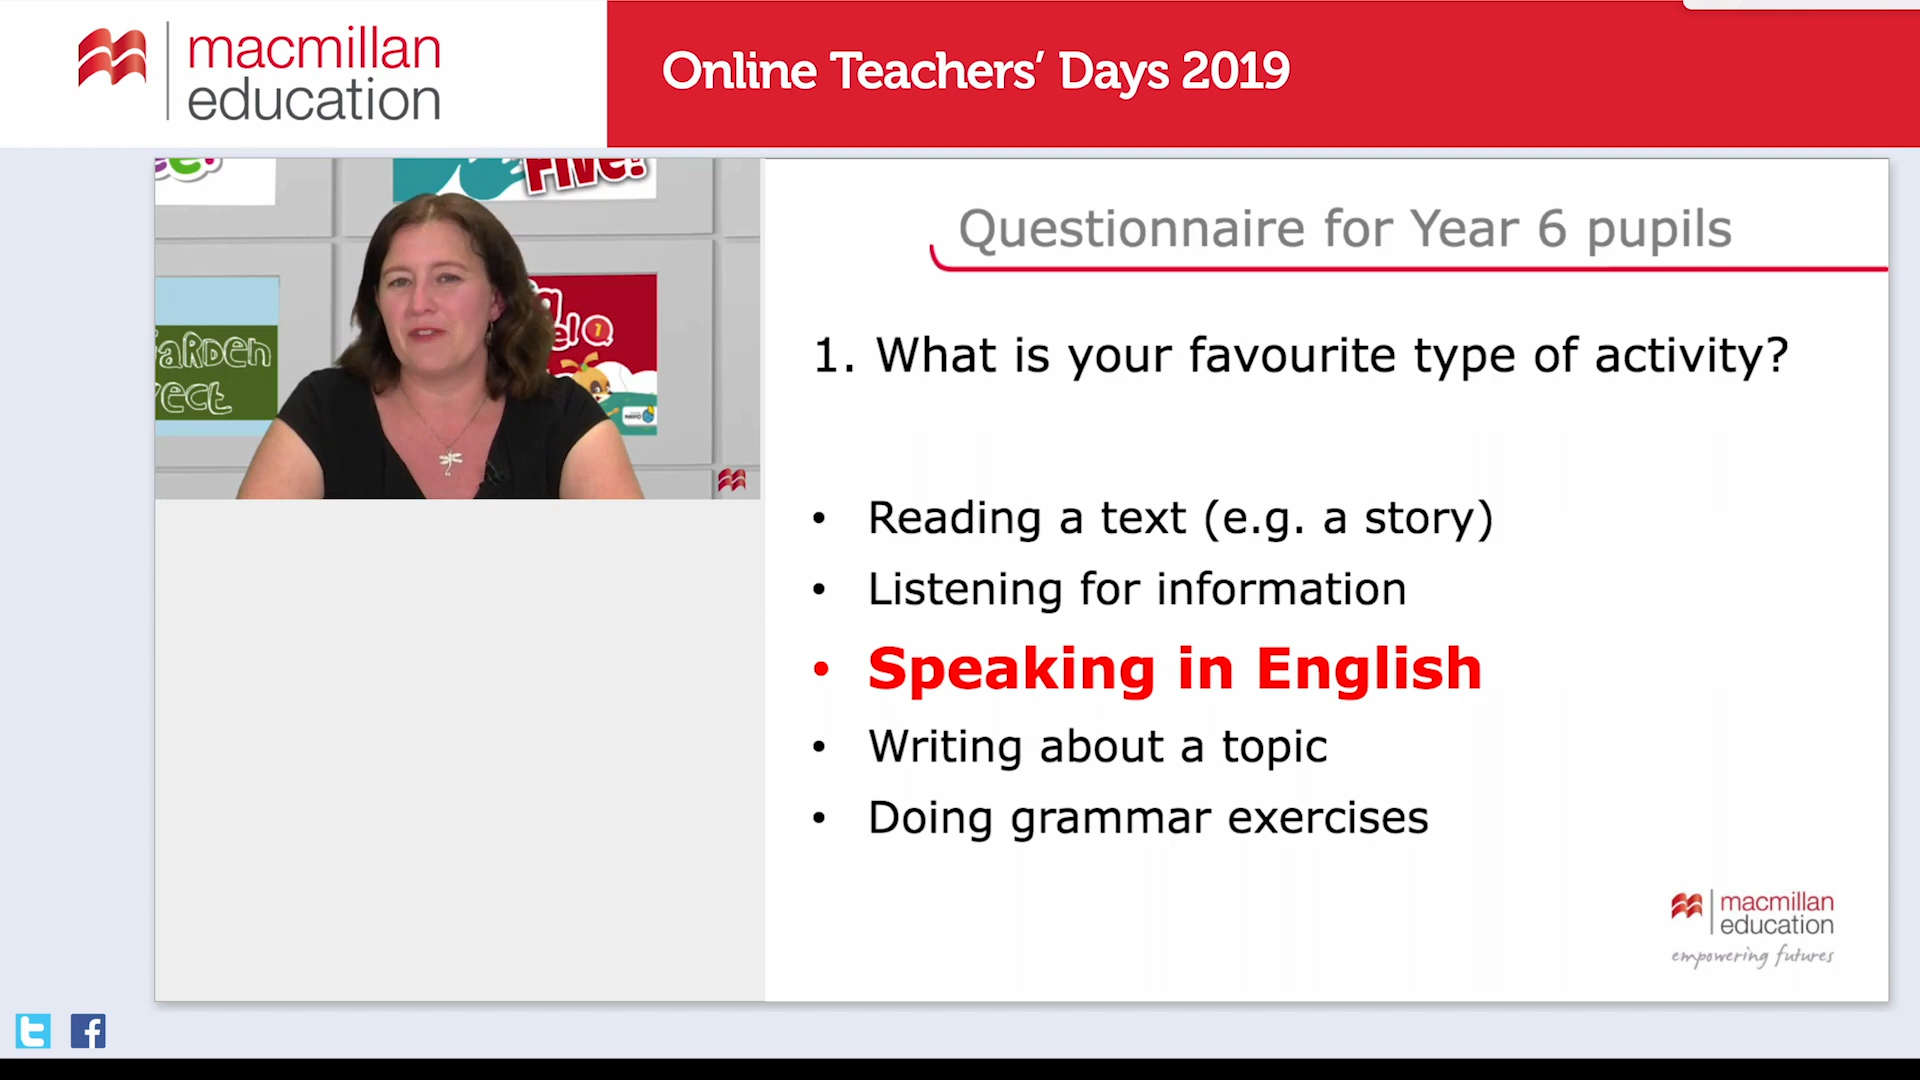 macmillan
education
Online Teachers' Days 2019
FIVE!
Questionnaire for Year 6 pupils
1. What is your favourite type of activity?
• Reading a text (e.g. a story)
• Listening for information
• Speaking in English
• Writing about a topic
• Doing grammar exercises
macmillan
education
empowering futures